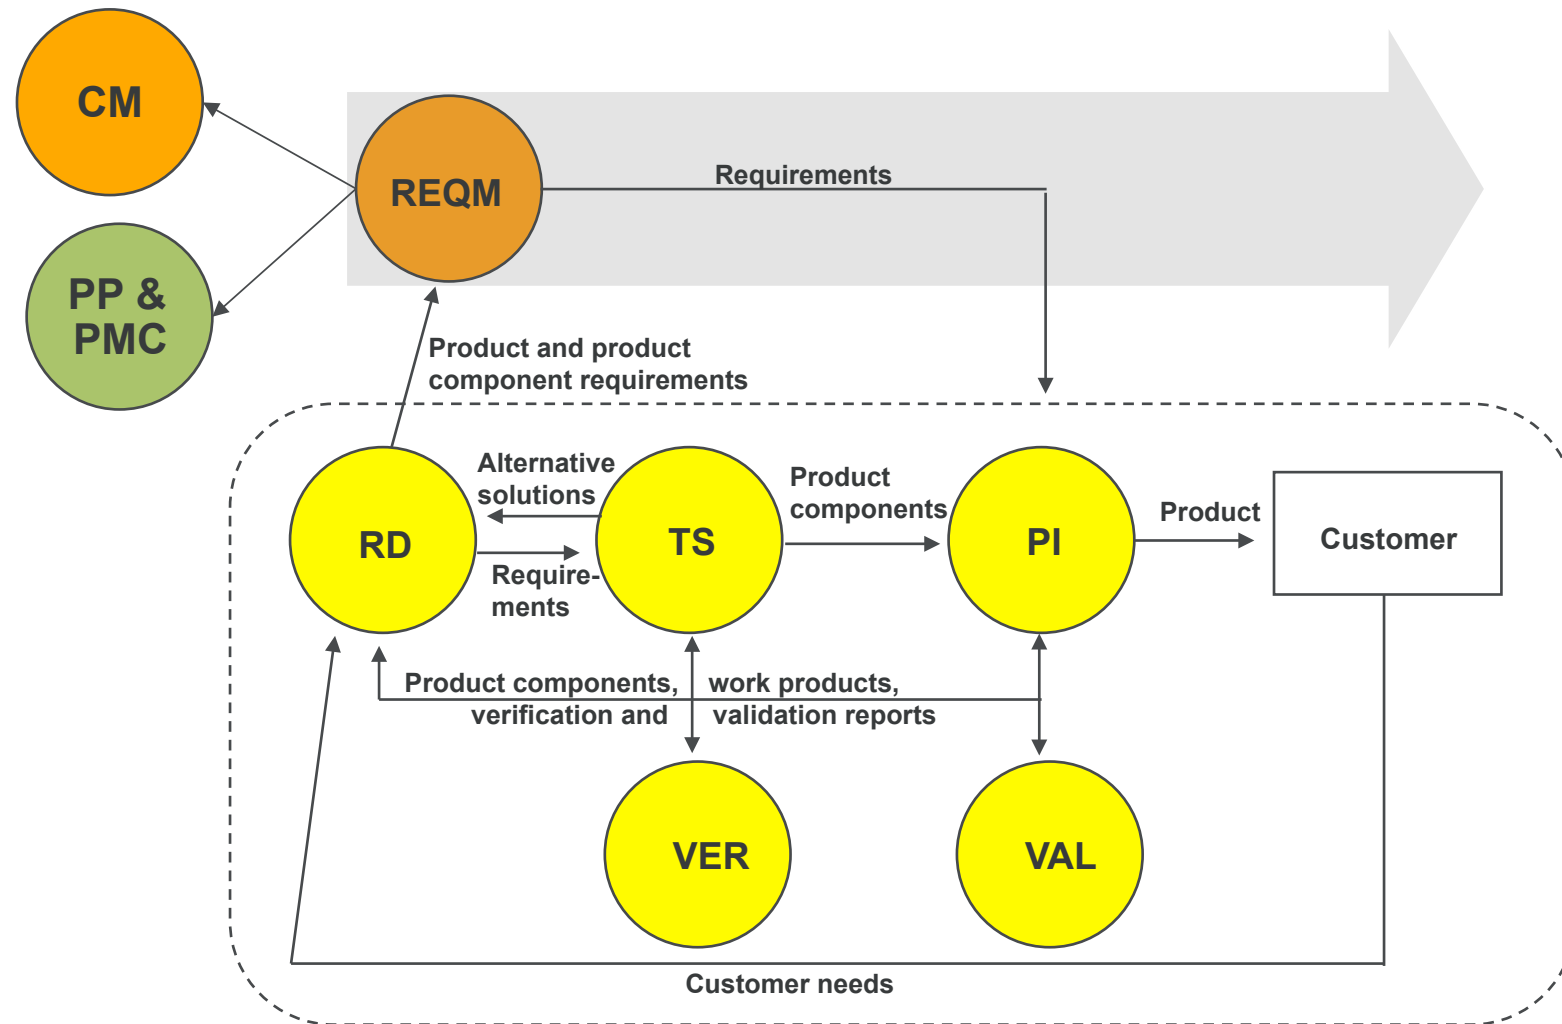 CM
REQM
Requirements
PP &
PMC
Product and product
component requirements
Alternative
solutions
Product
components
Product
RD
TS
PI
Customer
Require-
ments
Product components, work products,
verification and validation reports
VER
VAL
Customer needs